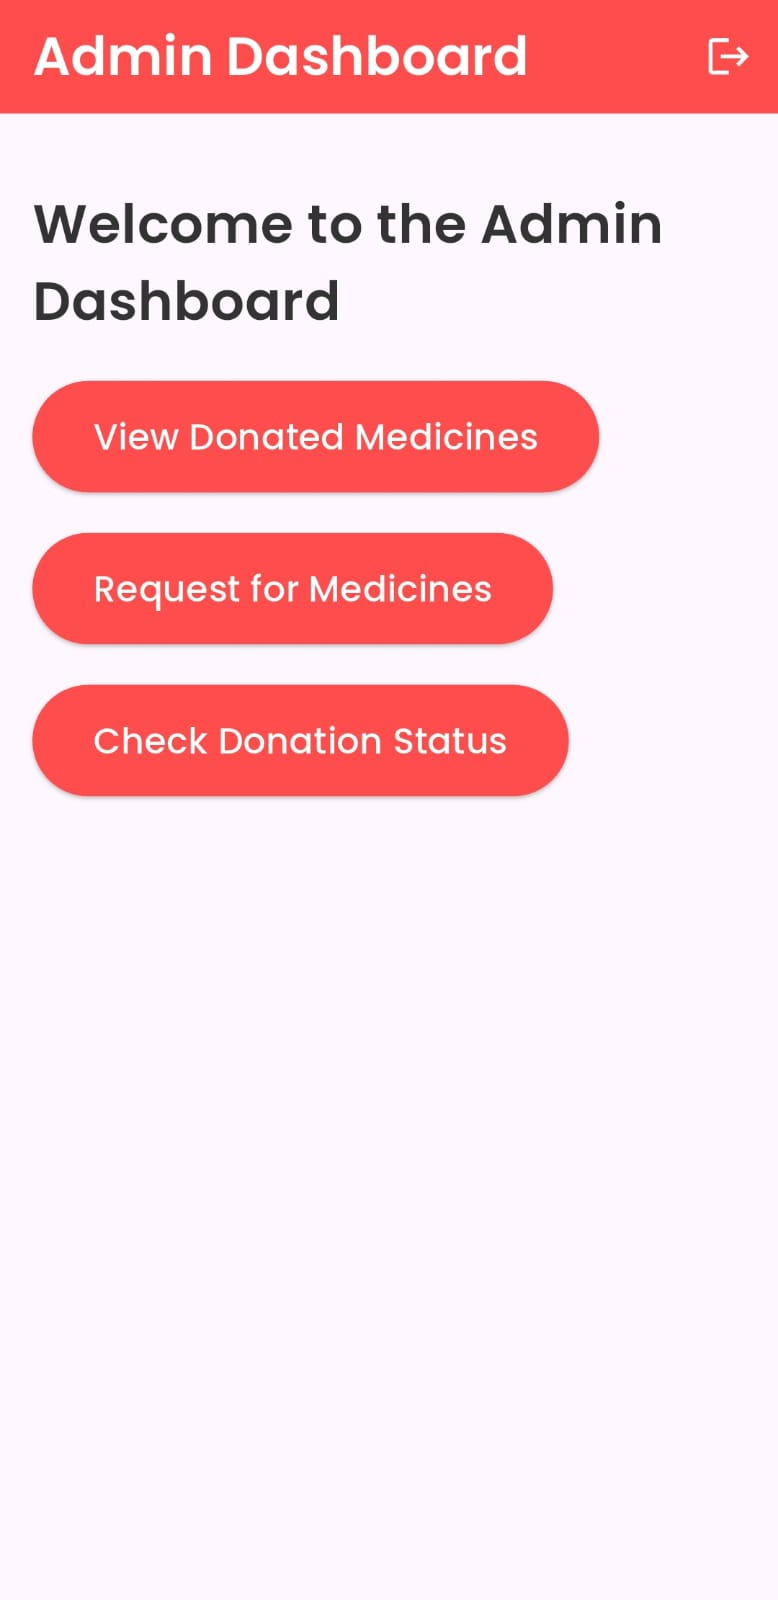 Admin Dashboard
Welcome to the Admin
Dashboard
View Donated Medicines
Request for Medicines
Check Donation Status